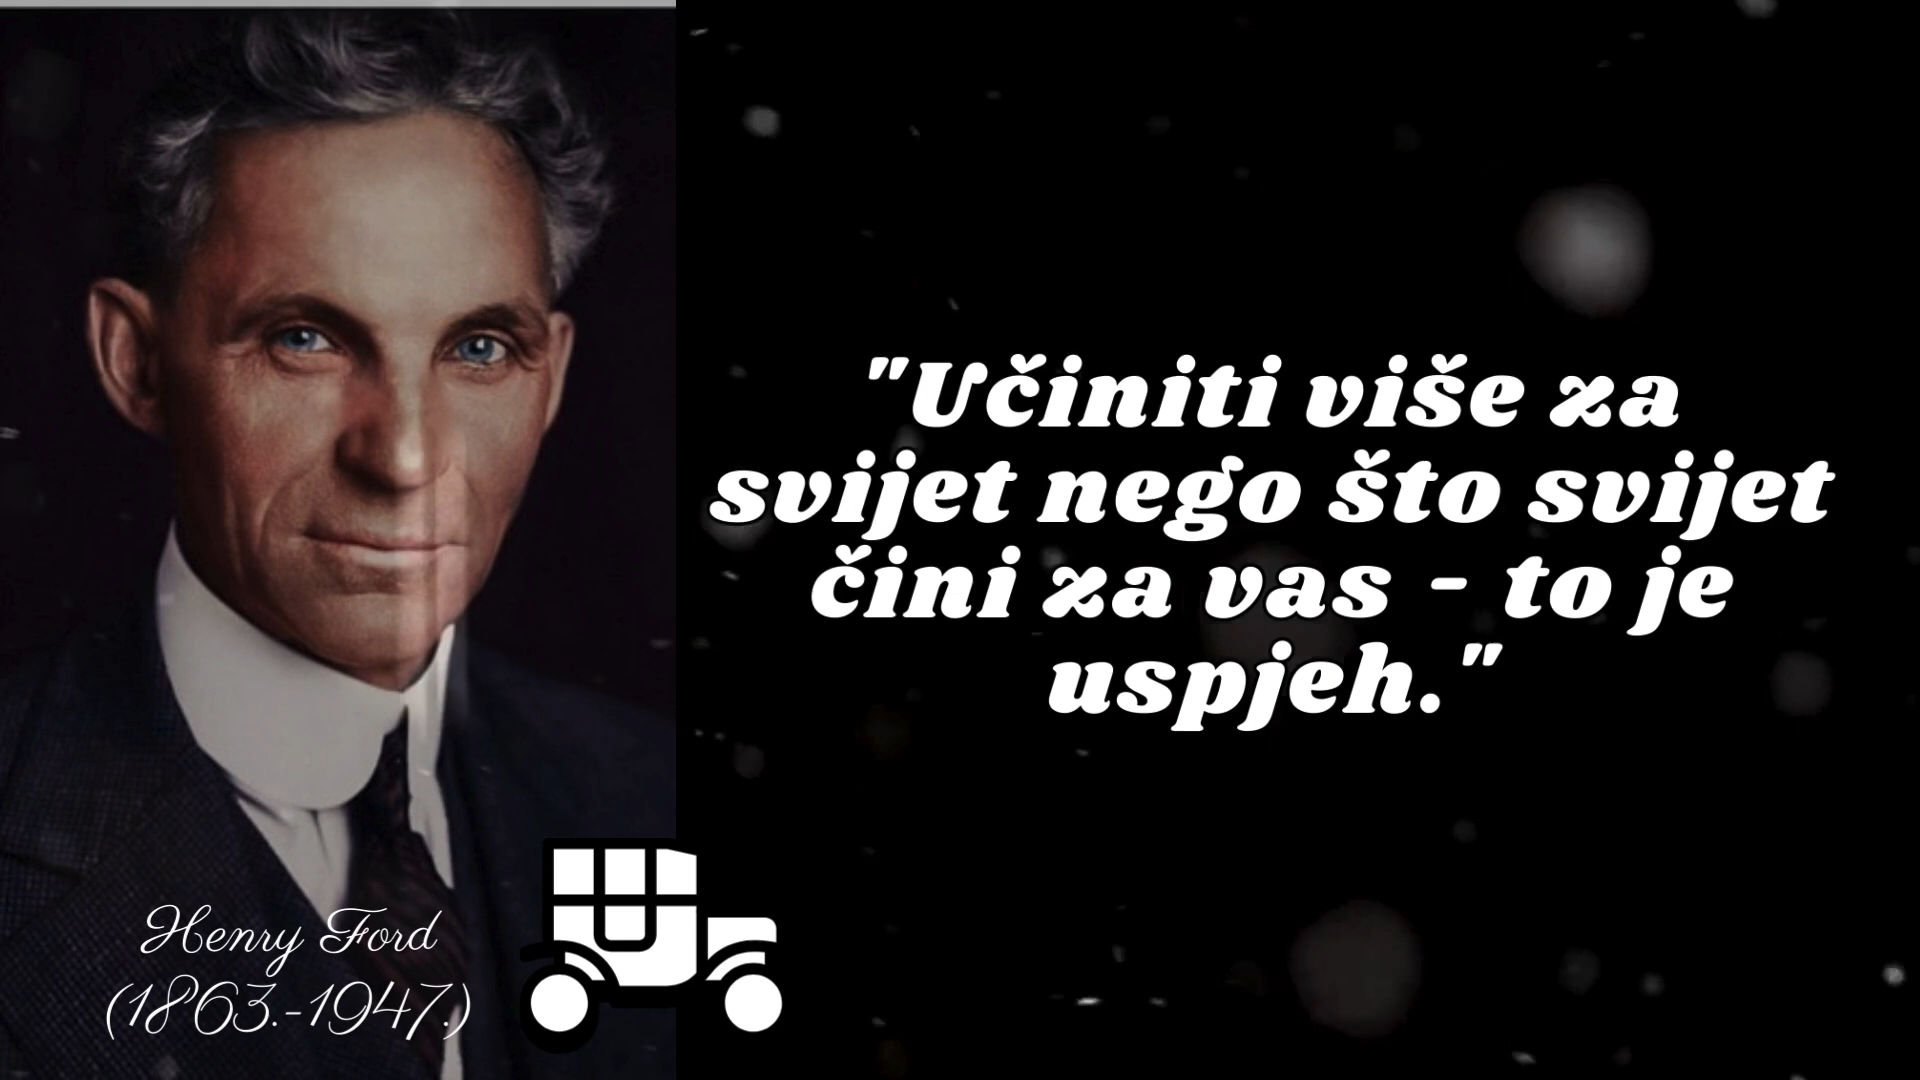 "Učiniti više za
svijet nego što svijet
čini za vas - to je
uspjeh."
Henry Ford
(1863.-1947.)